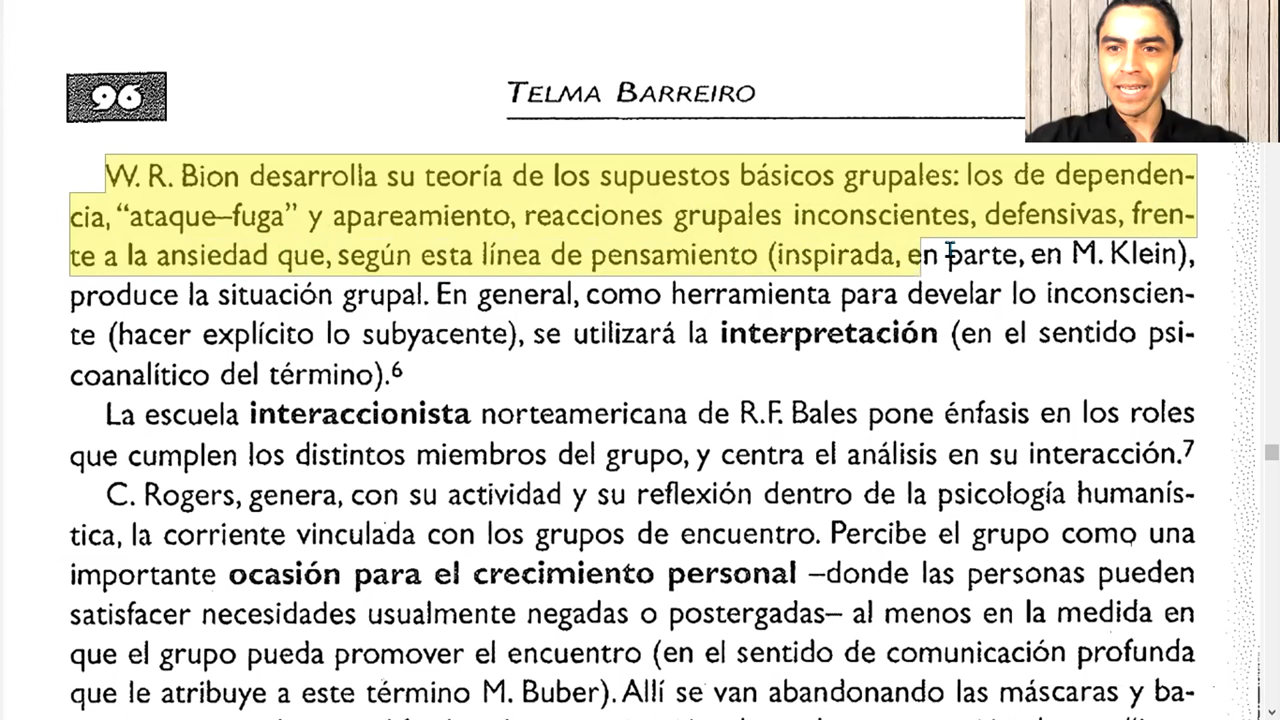 96
TELMA BARREIRO
W. R. Bion desarrolla su teoría de los supuestos básicos grupales: los de dependen-
cia, “ataque–fuga” y apareamiento, reacciones grupales inconscientes, defensivas, fren-
te a la ansiedad que, según esta línea de pensamiento (inspirada, en parte, en M. Klein),
produce la situación grupal. En general, como herramienta para develar lo inconscien-
te (hacer explícito lo subyacente), se utilizará la interpretación (en el sentido psi-
coanalítico del término).6
La escuela interaccionista norteamericana de R.F. Bales pone énfasis en los roles
que cumplen los distintos miembros del grupo, y centra el análisis en su interacción.7
C. Rogers, genera, con su actividad y su reflexión dentro de la psicología humanís-
tica, la corriente vinculada con los grupos de encuentro. Percibe el grupo como una
importante ocasión para el crecimiento personal –donde las personas pueden
satisfacer necesidades usualmente negadas o postergadas– al menos en la medida en
que el grupo pueda promover el encuentro (en el sentido de comunicación profunda
que le atribuye a este término M. Buber). Allí se van abandonando las máscaras y ba-